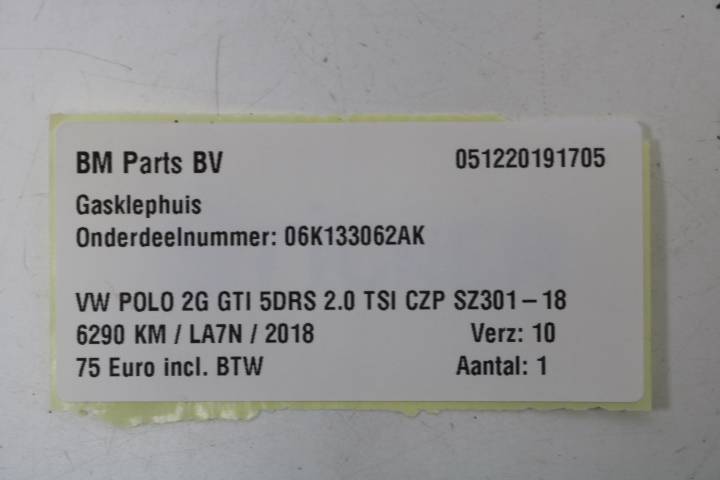 BM Parts BV 051220191705
Gasklephuis
Onderdeelnummer: 06K133062AK
VW POLO 2G GTI 5DRS 2.0 TSI CZP SZ301-18
6290 KM / LA7N / 2018 Verz: 10
75 Euro incl. BTW Aantal: 1